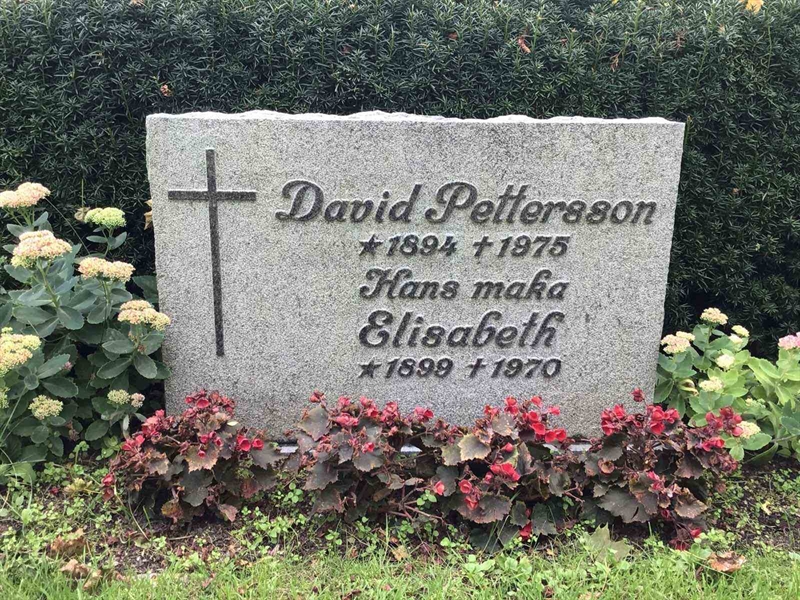 David Pettersson
* 1894 † 1975
Hans maka
Elisabeth
* 1899 † 1970